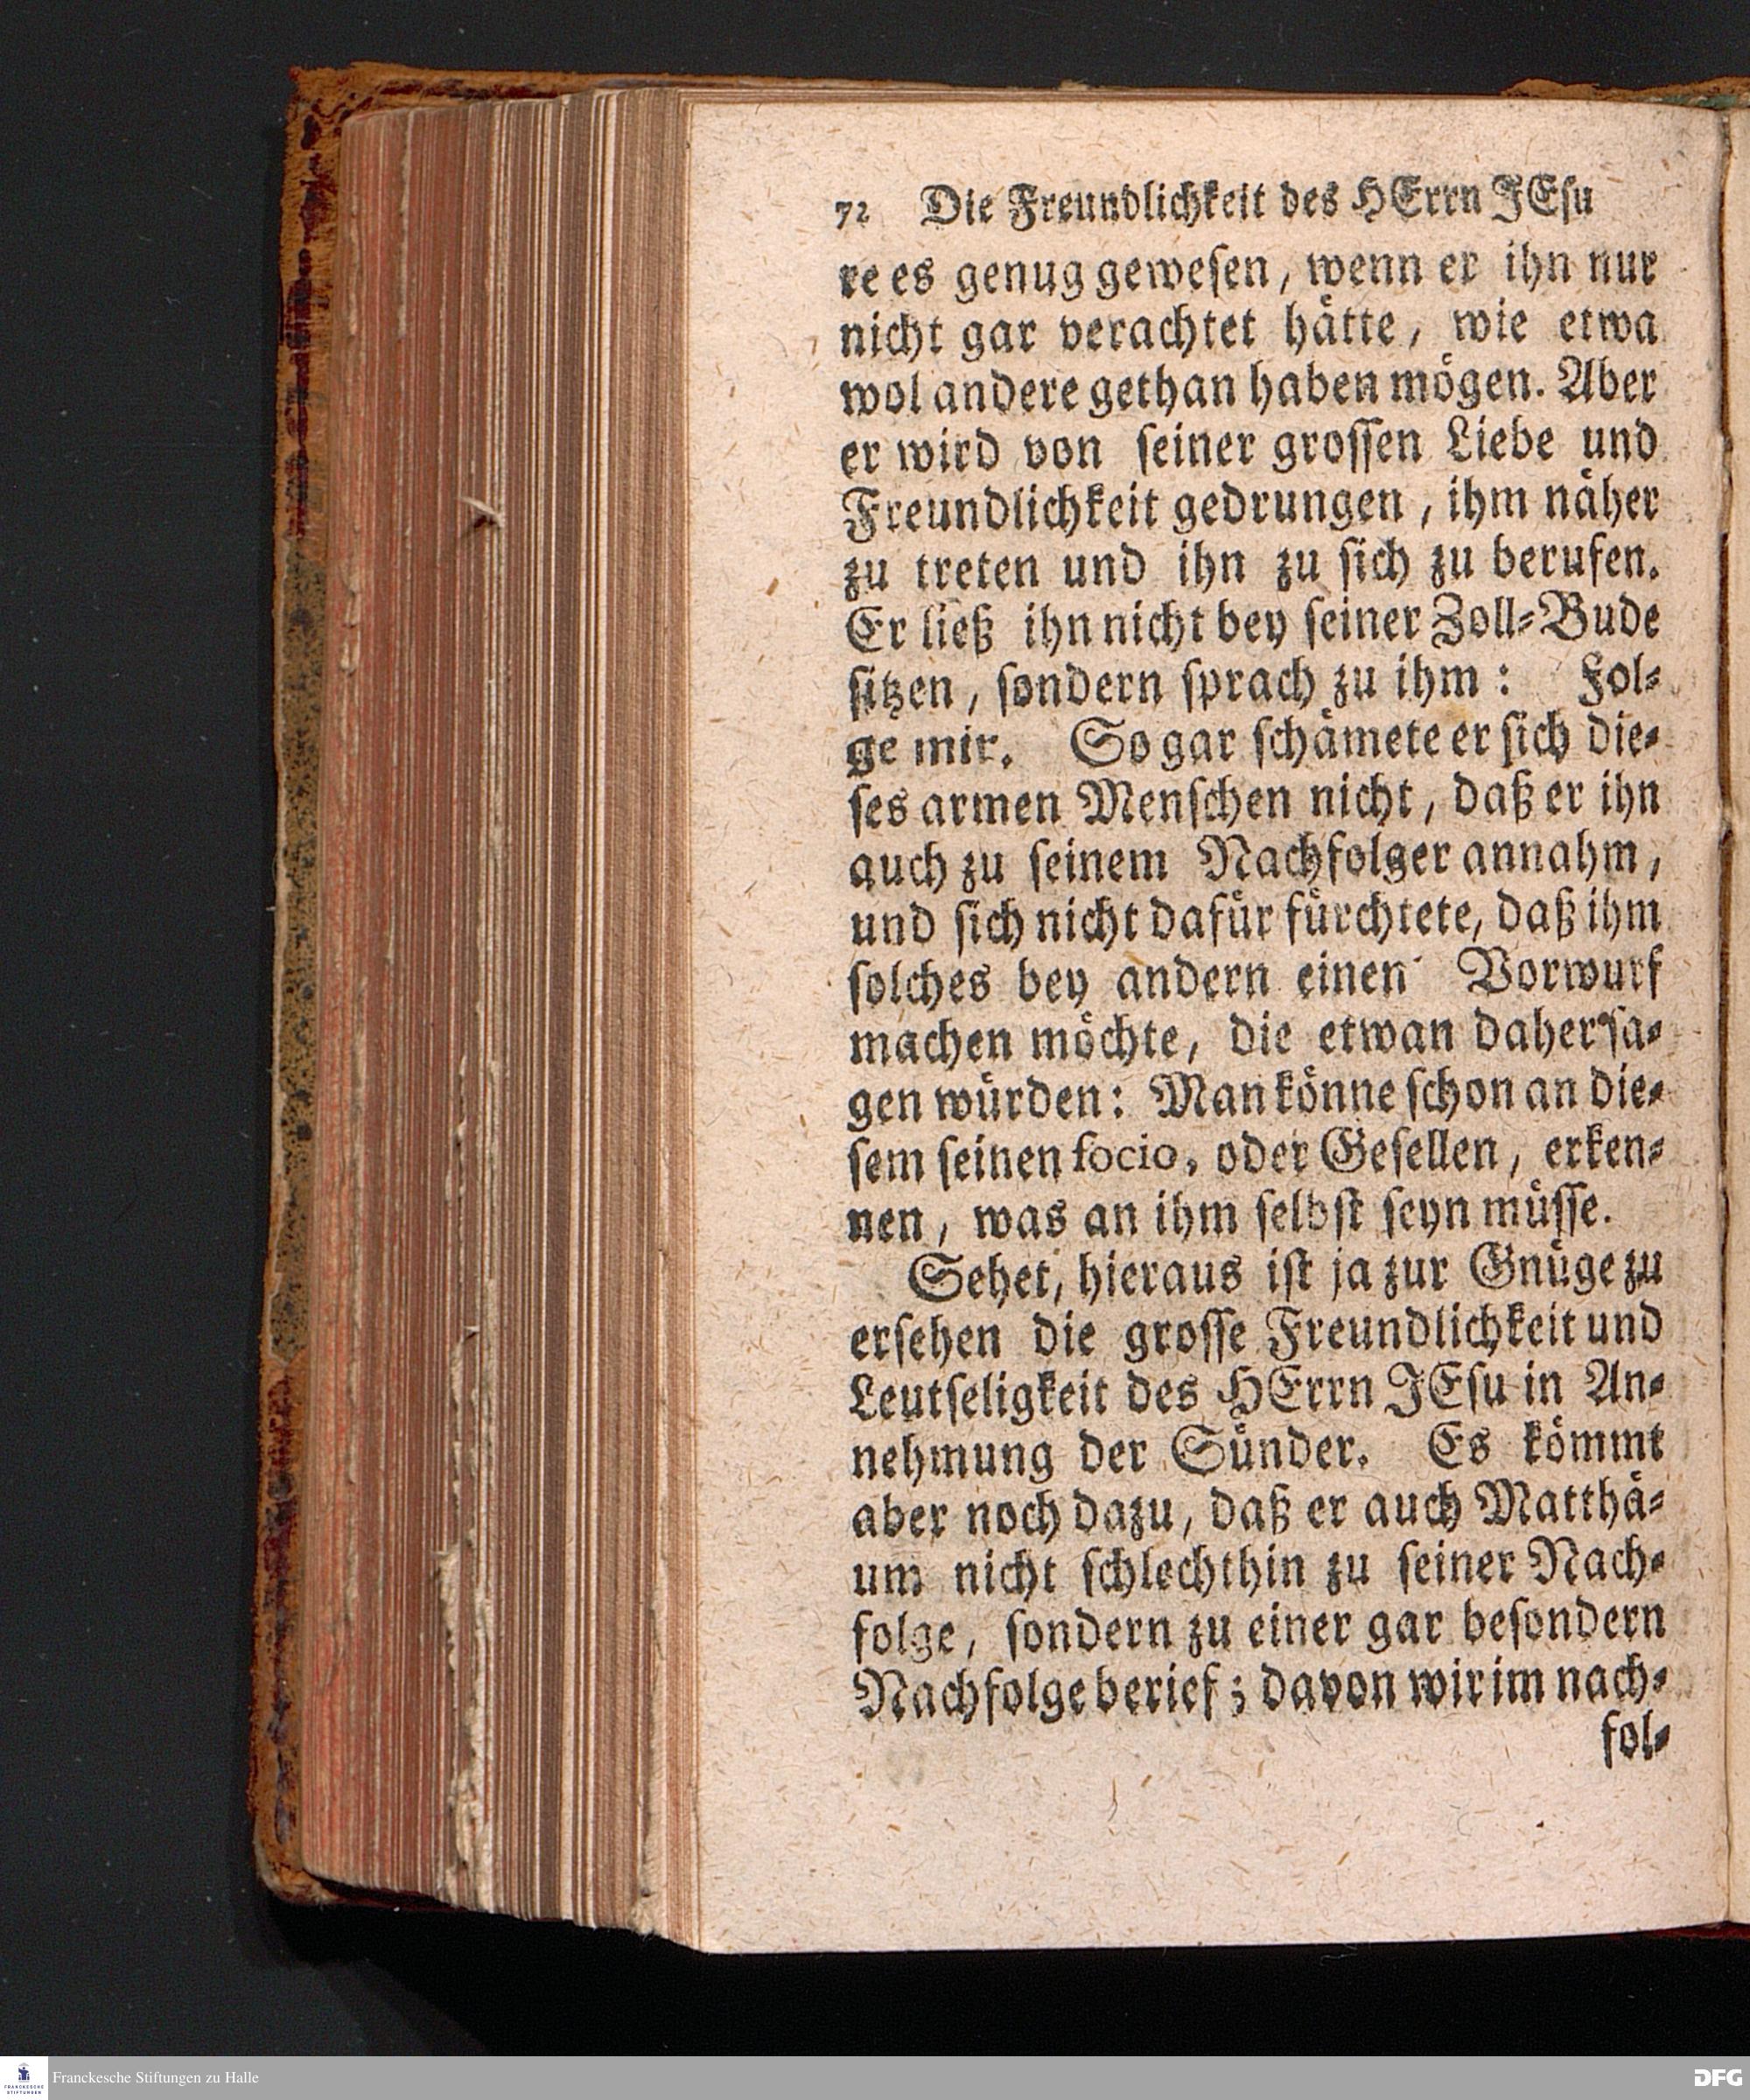 72 Die Freundlichkeit des HErrn JEsu
re es genug gewesen, wenn er ihn nur
nicht gar verachtet hätte, wie etwa
wol andere gethan haben mögen. Aber
er wird von seiner grossen Liebe und
Freundlichkeit gedrungen, ihm näher
zu treten und ihn zu sich zu berufen.
Er ließ ihn nicht bey seiner Zoll-Bude
sitzen, sondern sprach zu ihm: Fol-
ge mir. So gar schämete er sich die-
ses armen Menschen nicht, daß er ihn
auch zu seinem Nachfolger annahm,
und sich nicht dafür fürchtete, daß ihm
solches bey andern einen Vorwurf
machen möchte, die etwan daher sa-
gen würden: Man könne schon an die-
sem seinen socio, oder Gesellen, erken-
nen, was an ihm selbst seyn müsse.
Sehet, hieraus ist ja zur Gnüge zu
ersehen die grosse Freundlichkeit und
Leutseligkeit des HErrn JEsu in An-
nehmung der Sünder. Es kömmt
aber noch dazu, daß er auch Matthä-
um nicht schlechthin zu seiner Nach-
folge, sondern zu einer gar besondern
Nachfolge berief; davon wir im nach-
fol-
FRANCKESCHE STIFTUNGEN
Franckesche Stiftungen zu Halle
DFG